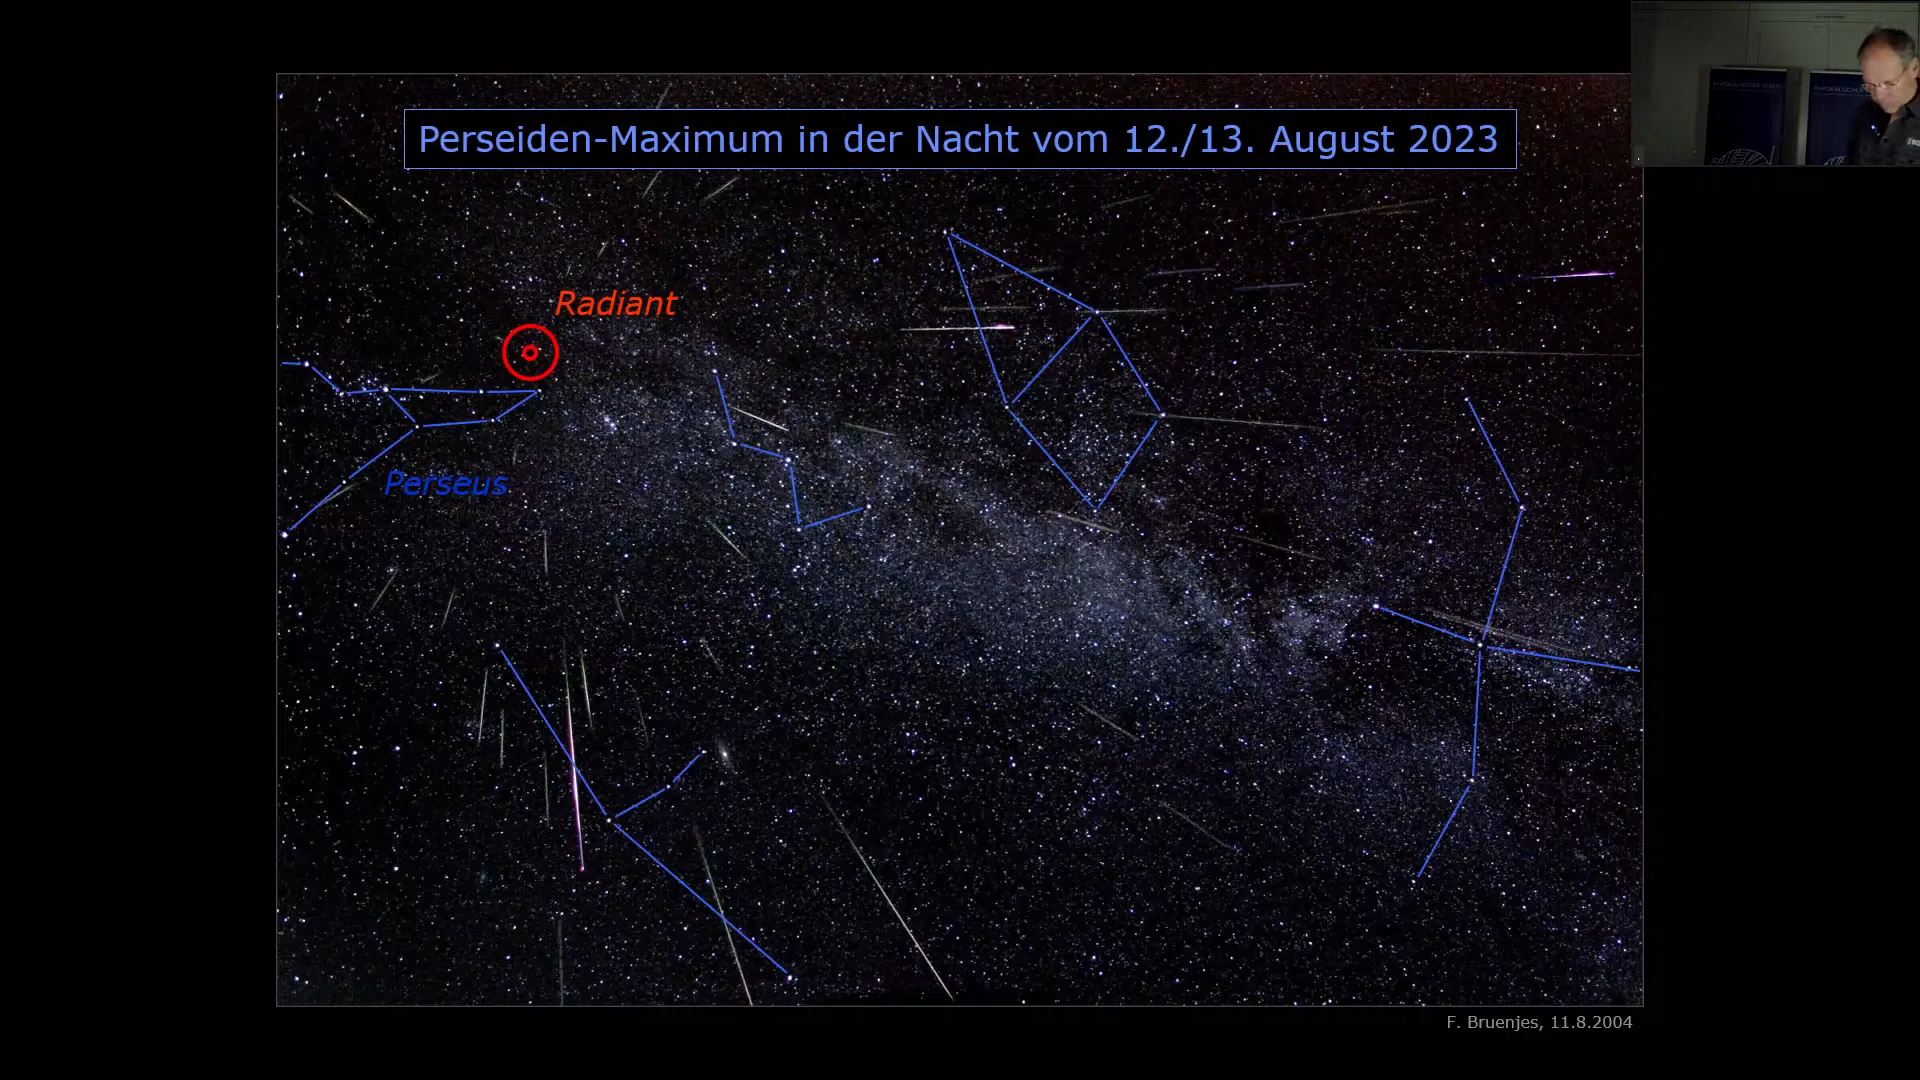 Perseiden-Maximum in der Nacht vom 12./13. August 2023
Radiant
Perseus
F. Bruenjes, 11.8.2004